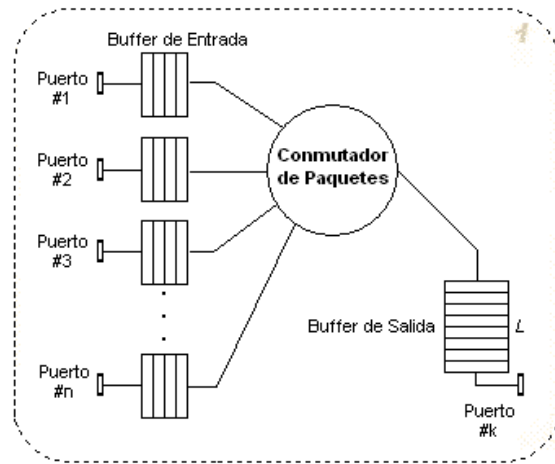 Buffer de Entrada
Puerto
#1
Puerto
#2
Puerto
#3
Puerto
#n
Conmutador
de Paquetes
Buffer de Salida
L
Puerto
#k